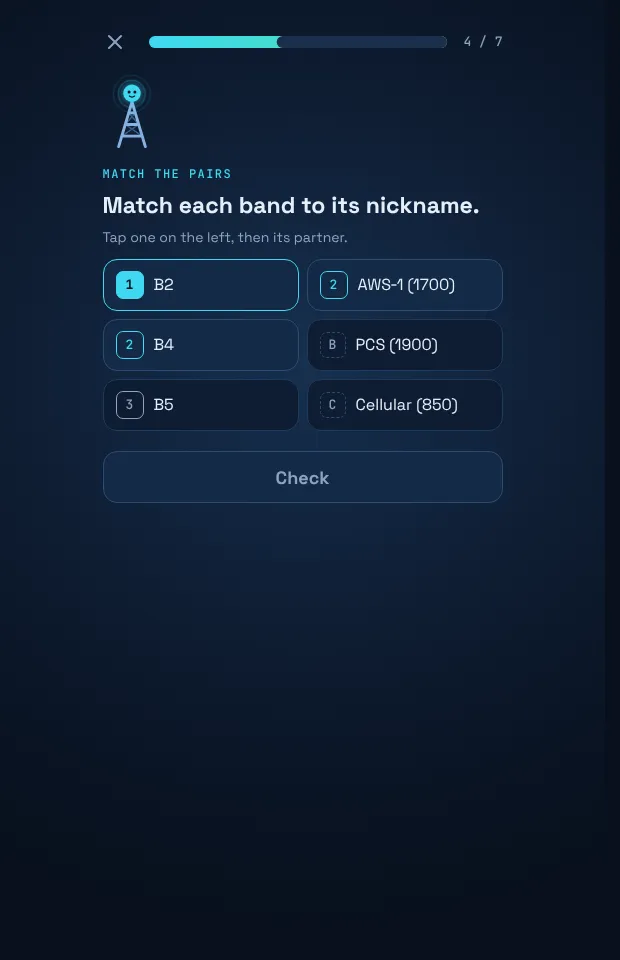 4 / 7
MATCH THE PAIRS
Match each band to its nickname.
Tap one on the left, then its partner.
1 B2
2 AWS-1 (1700)
2 B4
B PCS (1900)
3 B5
C Cellular (850)
Check